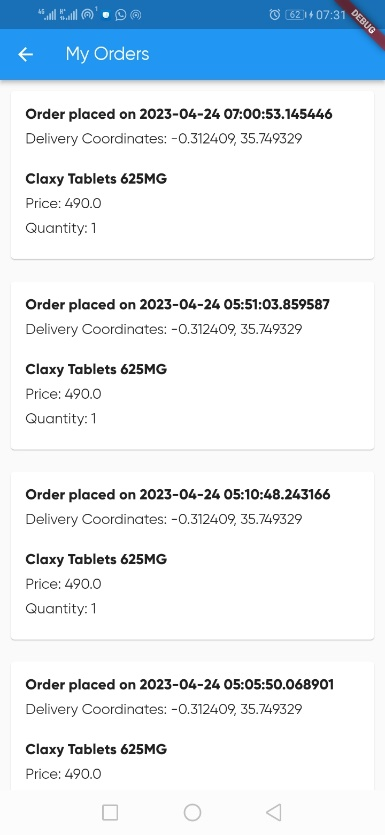 62 07:31
DEBUG
My Orders
Order placed on 2023-04-24 07:00:53.145446
Delivery Coordinates: -0.312409, 35.749329
Claxy Tablets 625MG
Price: 490.0
Quantity: 1
Order placed on 2023-04-24 05:51:03.859587
Delivery Coordinates: -0.312409, 35.749329
Claxy Tablets 625MG
Price: 490.0
Quantity: 1
Order placed on 2023-04-24 05:10:48.243166
Delivery Coordinates: -0.312409, 35.749329
Claxy Tablets 625MG
Price: 490.0
Quantity: 1
Order placed on 2023-04-24 05:05:50.068901
Delivery Coordinates: -0.312409, 35.749329
Claxy Tablets 625MG
Price: 490.0